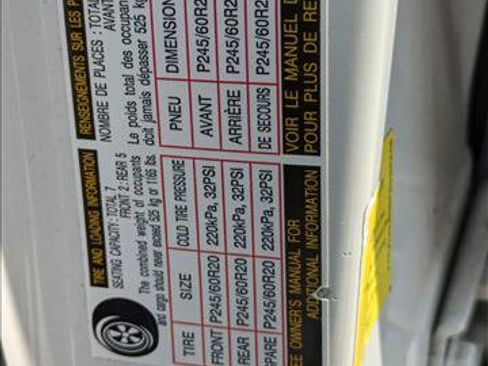 TIRE AND LOADING INFORMATION
SEATING CAPACITY : TOTAL 7
FRONT 2 : REAR 5
The combined weight of occupants
and cargo should never exceed 525 kg or 1165 lbs.
TIRE SIZE COLD TIRE PRESSURE
FRONT P245/60R20 220kPa, 32PSI
REAR P245/60R20 220kPa, 32PSI
SPARE P245/60R20 220kPa, 32PSI
SEE OWNER'S MANUAL FOR
ADDITIONAL INFORMATION
RENSEIGNEMENTS SUR LES
NOMBRE DE PLACES : TOTA
AVANT
Le poids total des occupan
doit jamais dépasser 525 kg
PNEU DIMENSION
AVANT P245/60R2
ARRIÈRE P245/60R2
DE SECOURS P245/60R2
VOIR LE MANUEL D
POUR PLUS DE RE